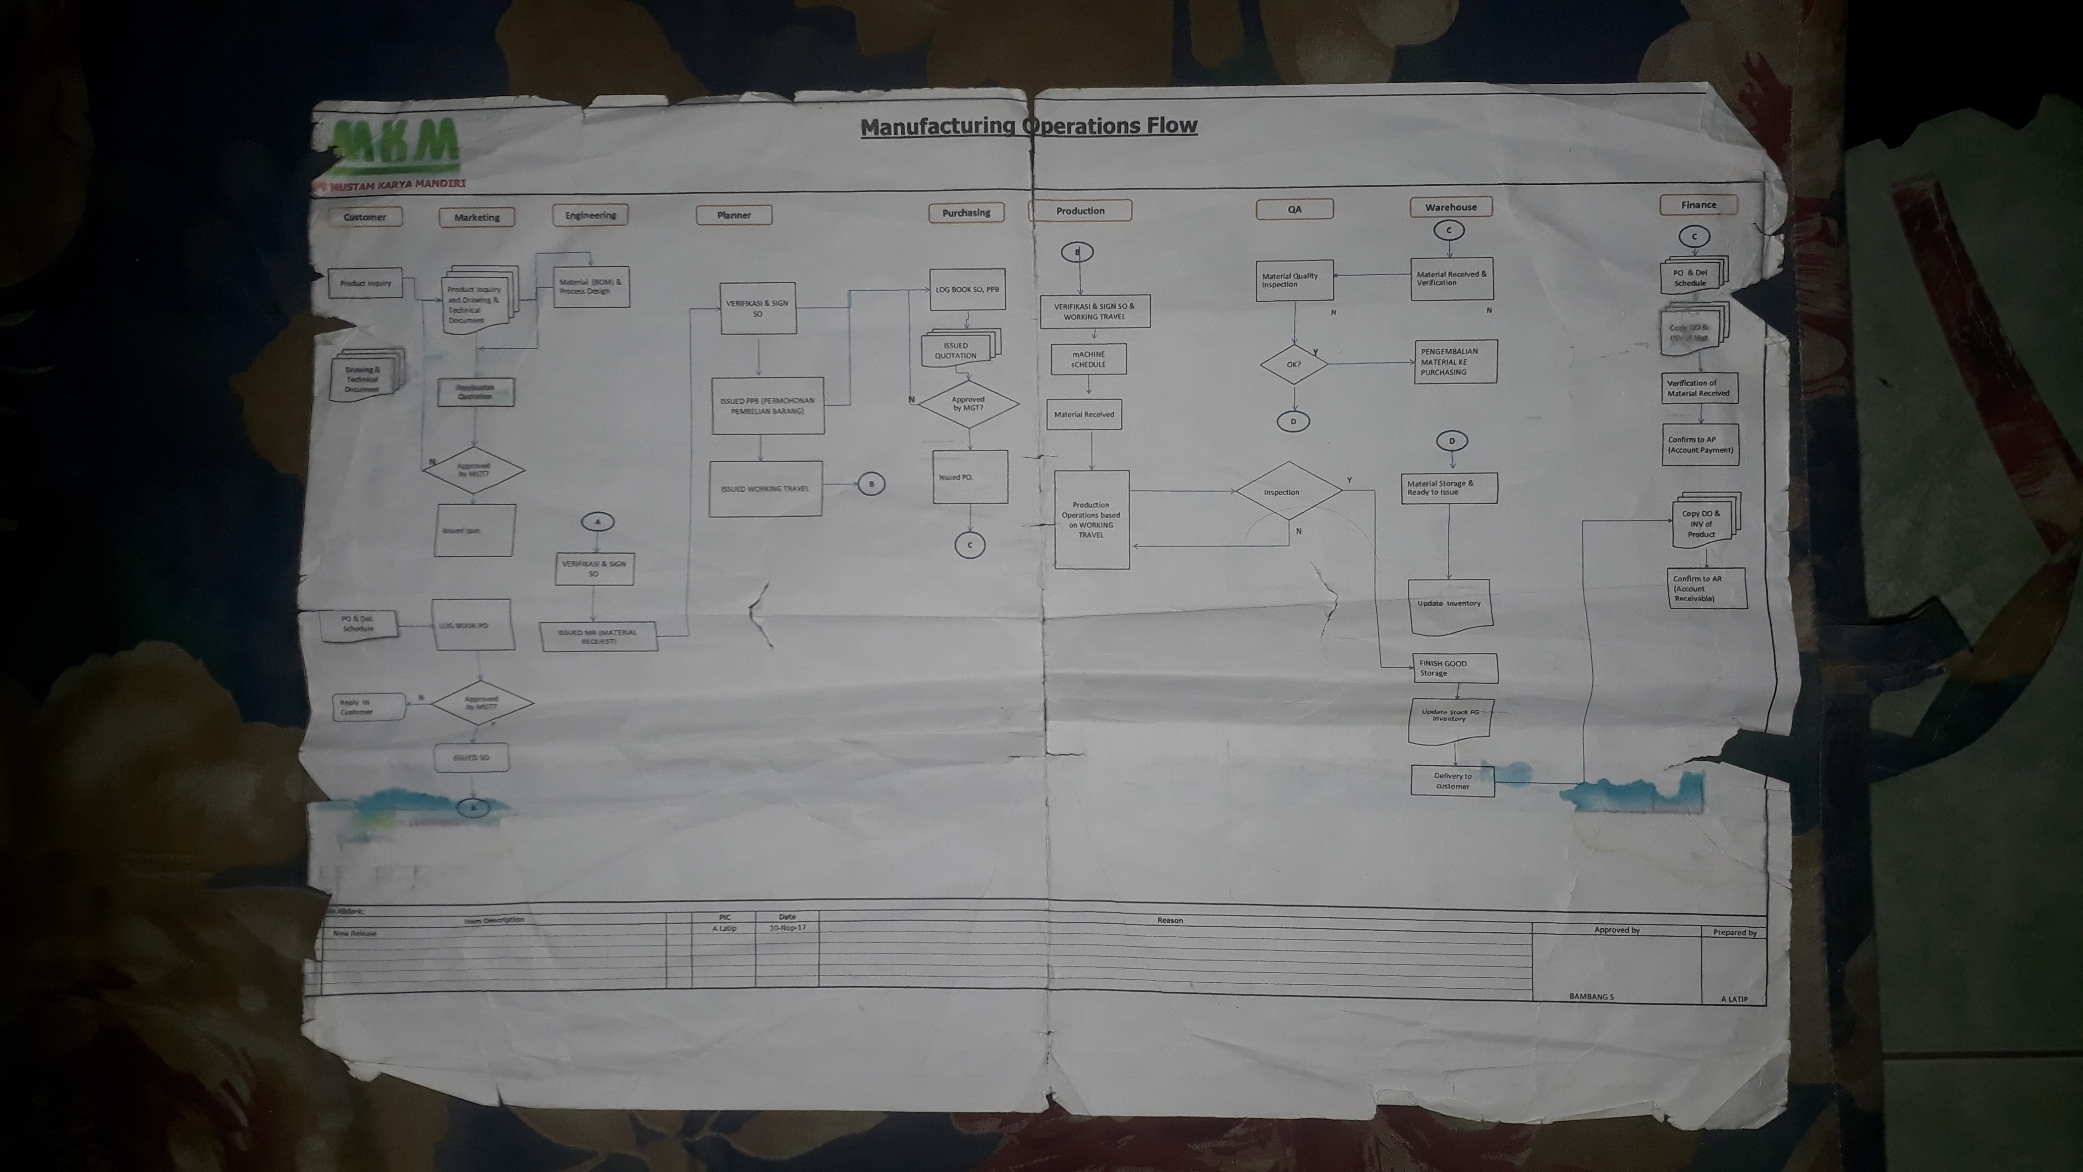 Manufacturing Operations Flow
MKM
MUSTAM KARYA MANDIRI
Customer
Marketing
Engineering
Planner
Purchasing
Production
QA
Warehouse
Finance
Product Inquiry
Drawing &
Technical
Document
PO & Del.
Schedule
Reply to
Customer
Product Inquiry
and Drawing &
Technical
Document
Quotation
N
Approved
by MGT?
Issued quo.
LOG BOOK PO
N
Approved
by MGT?
Y
ISSUED SO
A
Material (BOM) &
Process Design
A
VERIFIKASI & SIGN
SO
ISSUED MR (MATERIAL
REQUEST)
VERIFIKASI & SIGN
SO
ISSUED PPB (PERMOHONAN
PEMBELIAN BARANG)
ISSUED WORKING TRAVEL
B
LOG BOOK SO, PPB
ISSUED
QUOTATION
N
Approved
by MGT?
Issued PO.
C
B
VERIFIKASI & SIGN SO &
WORKING TRAVEL
mACHINE
sCHEDULE
Material Received
Production
Operations based
on WORKING
TRAVEL
Material Quality
Inspection
N
Y
OK?
D
Inspection
Y
N
C
Material Received &
Verification
N
PENGEMBALIAN
MATERIAL KE
PURCHASING
D
Material Storage &
Ready to Issue
Update Inventory
FINISH GOOD
Storage
Update Stock FG
Inventory
Delivery to
customer
C
PO & Del
Schedule
Copy DO &
Verification of
Material Received
Confirm to AP
(Account Payment)
Copy DO &
INV of
Product
Confirm to AR
(Account
Receivable)
Historic
Item Description
PIC
Date
Reason
Approved by
Prepared by
New Release
A Latip
10-Nop-17
BAMBANG S
A LATIP